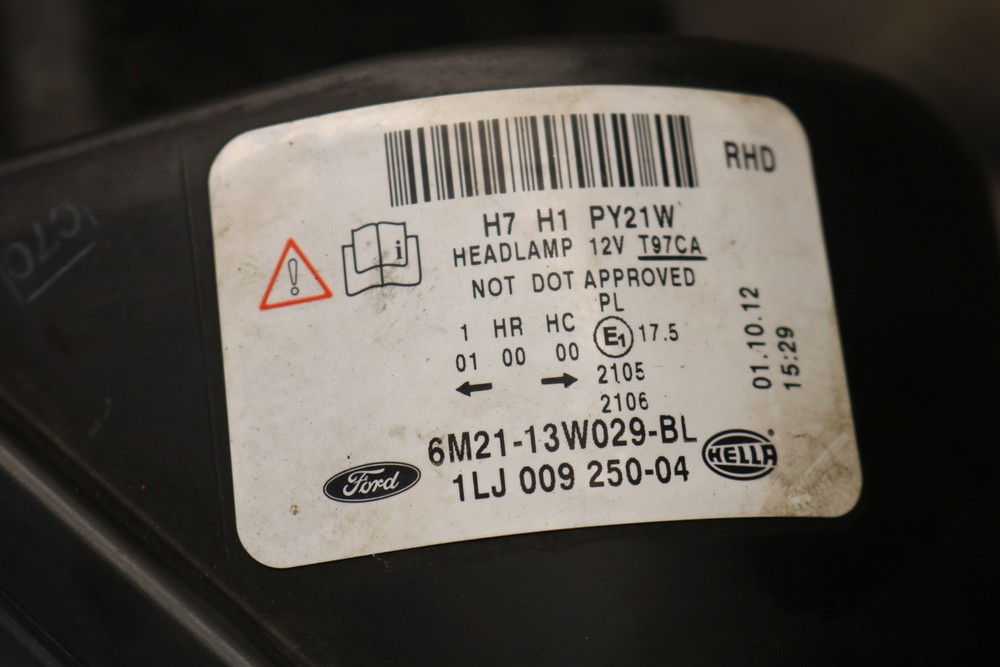 RHD
H7 H1 PY21W
HEADLAMP 12V T97CA
NOT DOT APPROVED
PL
1 HR HC E1 17.5
01 00 00
2105
2106
6M21-13W029-BL
1LJ 009 250-04
Ford
HELLA
01.10.12
15:29
i
!